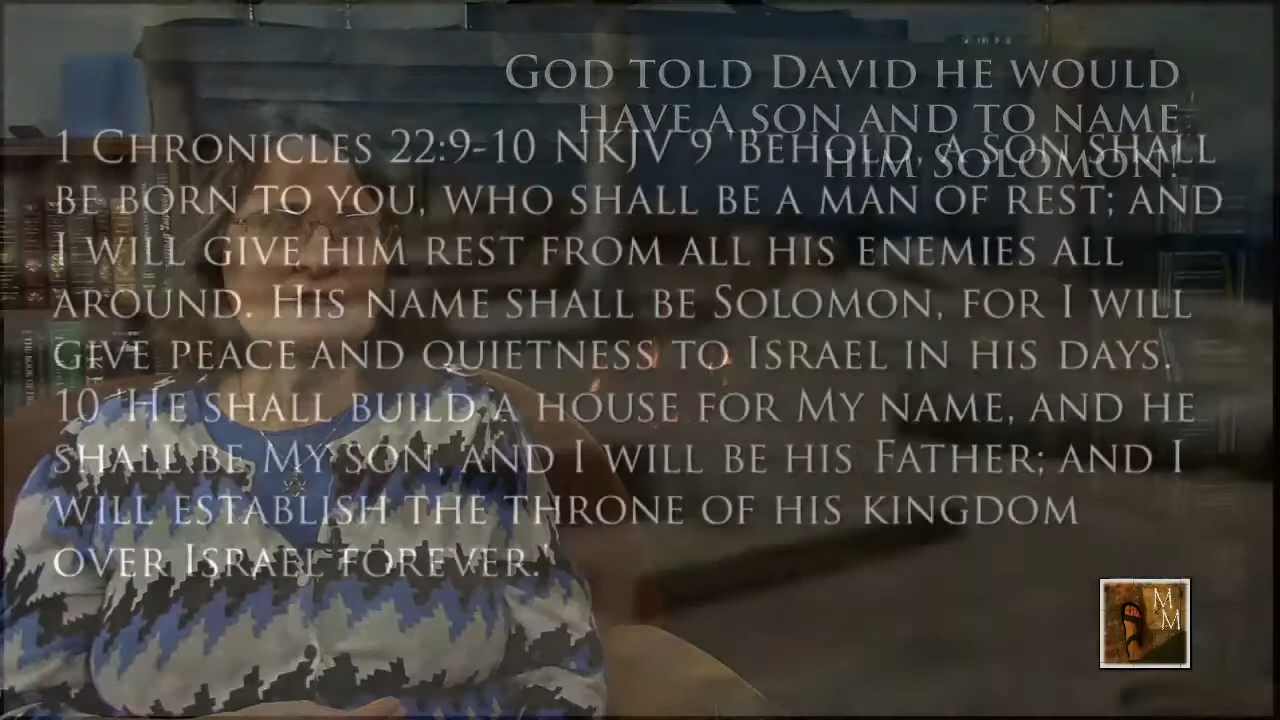 God told David he would
have a son and to name
him Solomon!
1 Chronicles 22:9-10 NKJV 9 'Behold, a son shall
be born to you, who shall be a man of rest; and
I will give him rest from all his enemies all
around. His name shall be Solomon, for I will
give peace and quietness to Israel in his days.
10 'He shall build a house for My name, and he
shall be My son, and I will be his Father; and I
will establish the throne of his kingdom
over Israel forever.'
M
M